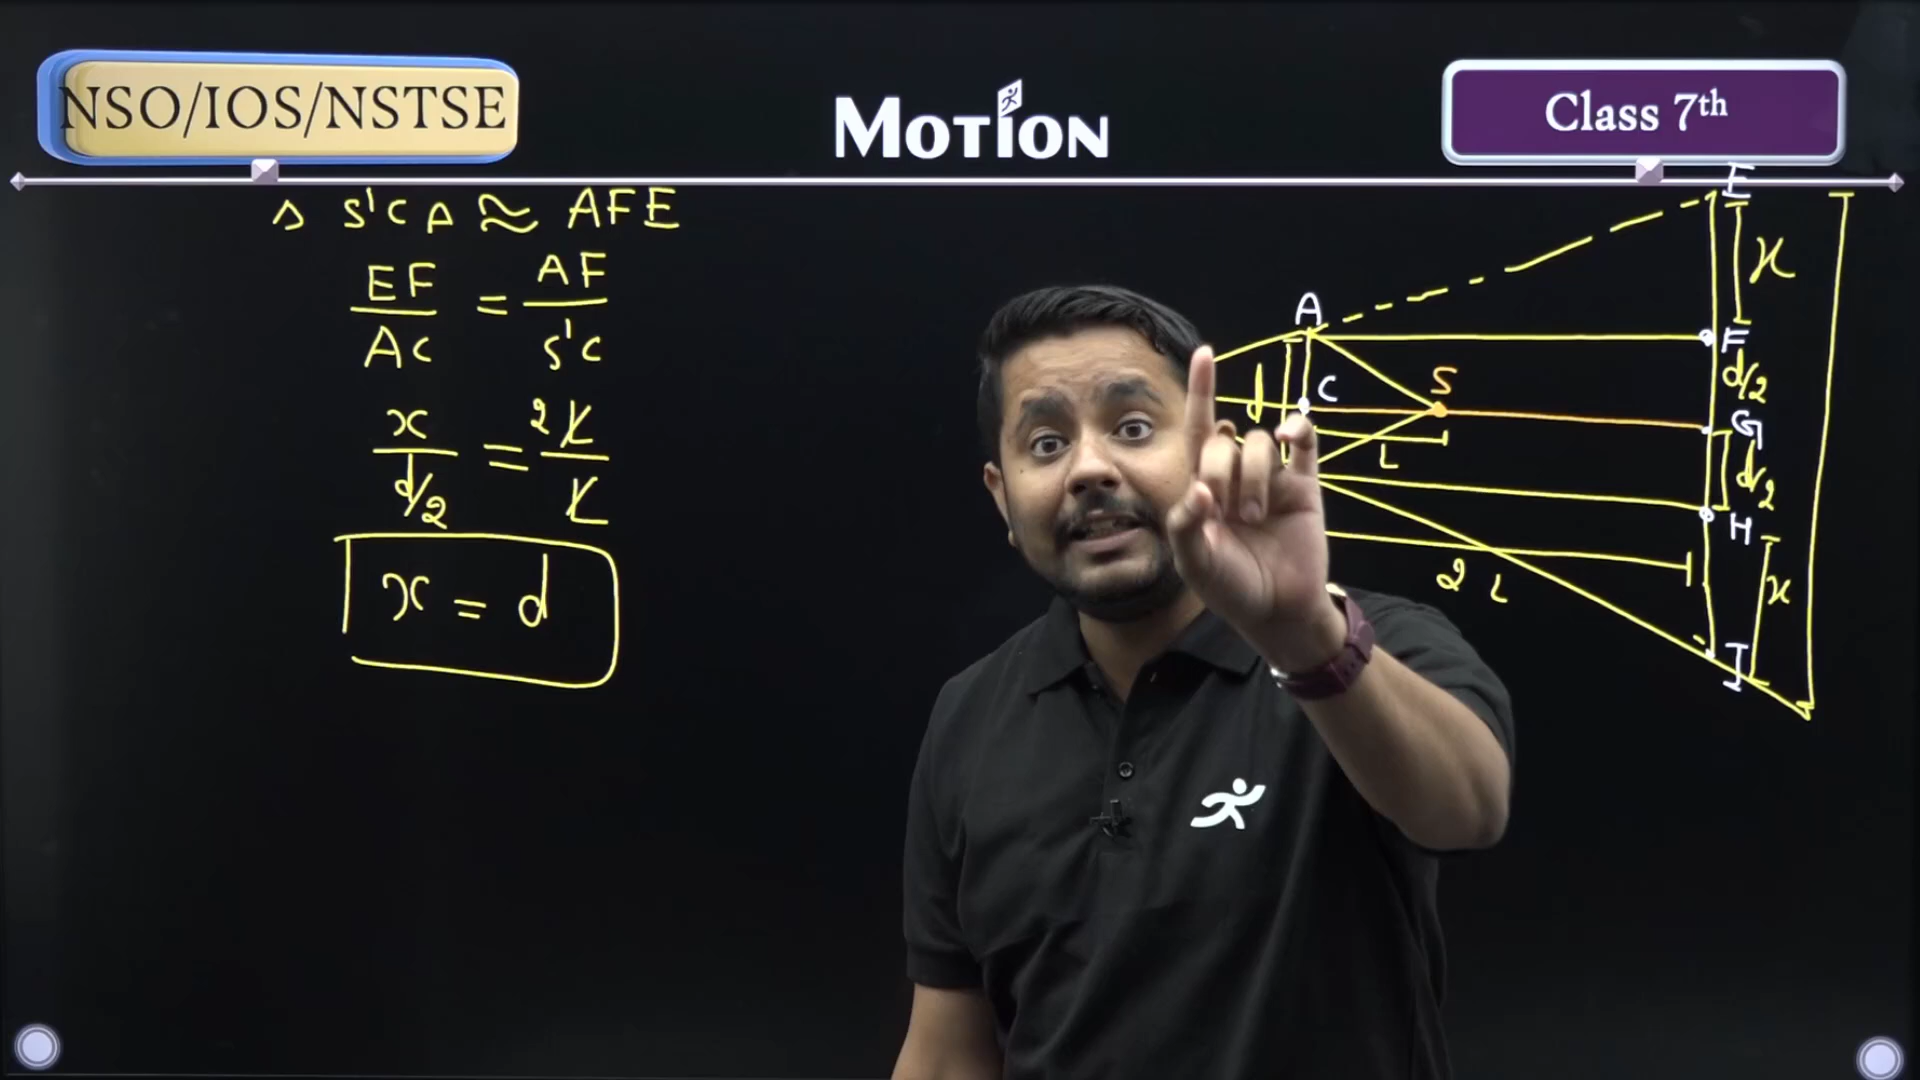 NSO/IOS/NSTSE
MOTION
Class 7th
Δ S'CA ≈ AFE
EF/AC = AF/S'C
x/d/2 = 2L/L
x = d
E
x
A
F
d/2
d
C
S
G
L
d/2
H
2L
x
I